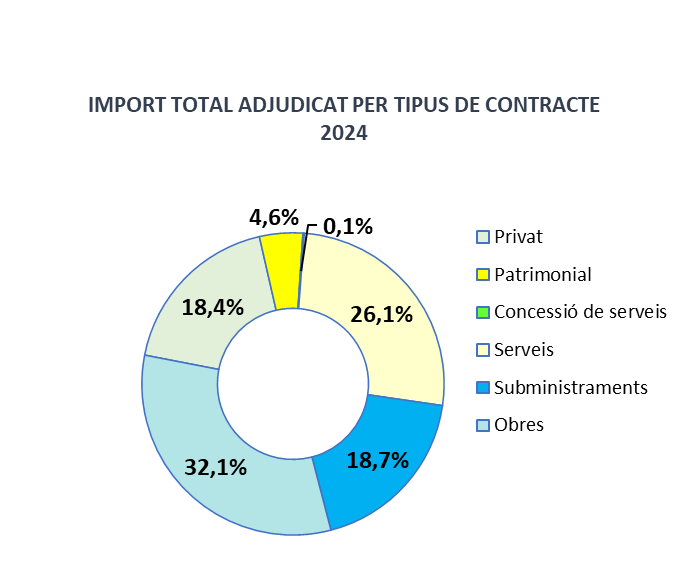 IMPORT TOTAL ADJUDICAT PER TIPUS DE CONTRACTE
2024
4,6%
0,1%
18,4%
26,1%
32,1%
18,7%
Privat
Patrimonial
Concessió de serveis
Serveis
Subministraments
Obres